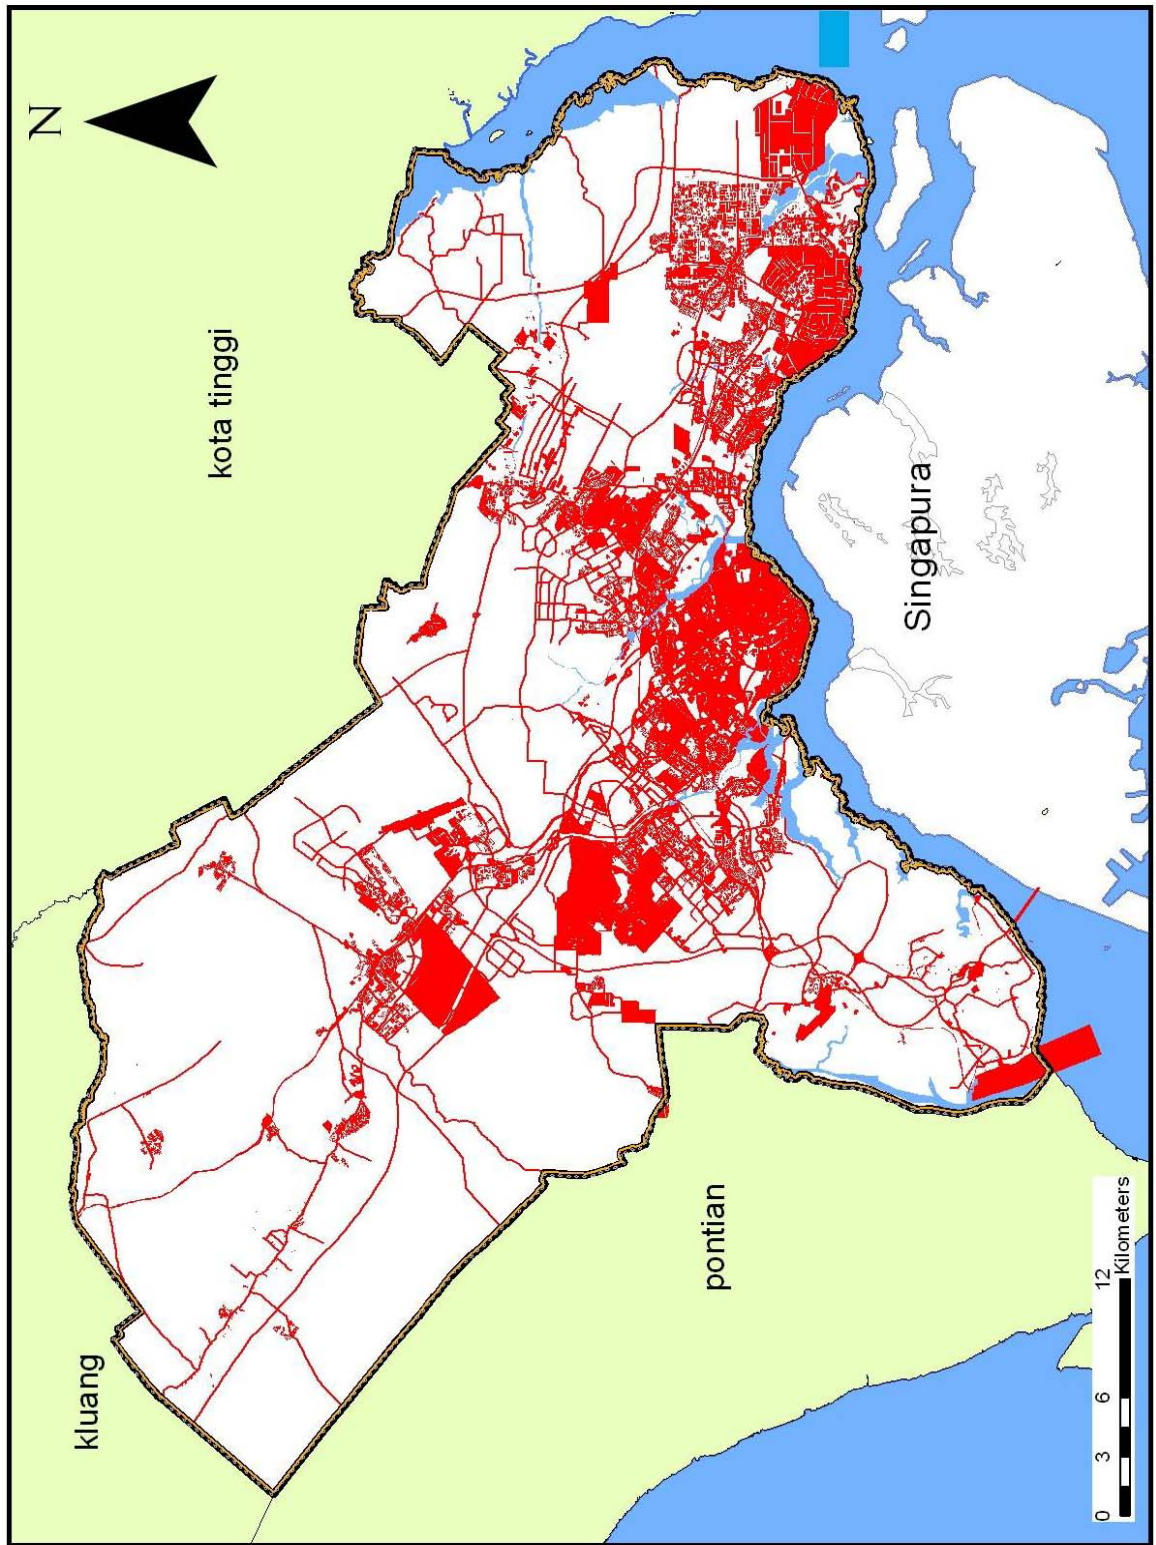 N
kota tinggi
kluang
Singapura
pontian
0 3 6 12
Kilometers